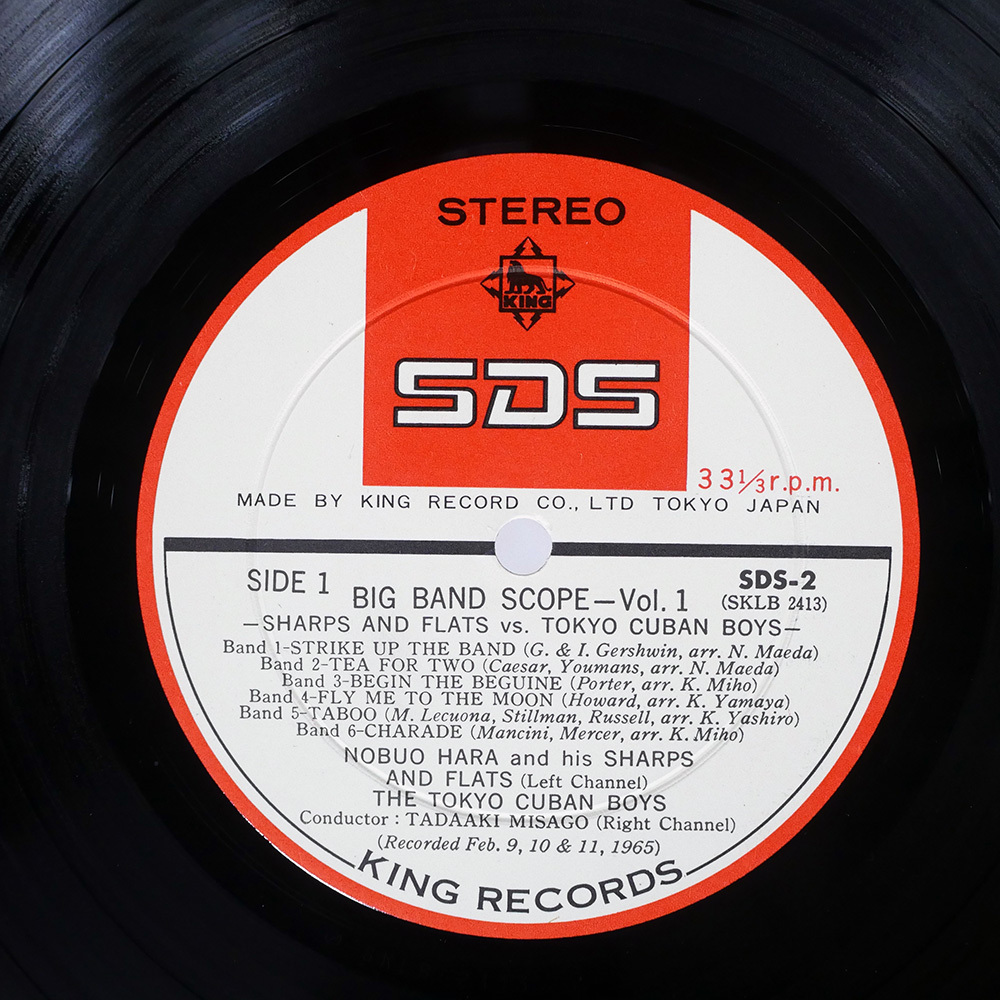 STEREO
KING
SDS
33⅓r.p.m.
MADE BY KING RECORD CO., LTD TOKYO JAPAN
SIDE 1
SDS-2
BIG BAND SCOPE—Vol. 1
(SKLB 2413)
—SHARPS AND FLATS vs. TOKYO CUBAN BOYS—
Band 1-STRIKE UP THE BAND (G. & I. Gershwin, arr. N. Maeda)
Band 2-TEA FOR TWO (Caesar, Youmans, arr. N. Maeda)
Band 3-BEGIN THE BEGUINE (Porter, arr. K. Miho)
Band 4-FLY ME TO THE MOON (Howard, arr. K. Yamaya)
Band 5-TABOO (M. Lecuona, Stillman, Russell, arr. K. Yashiro)
Band 6-CHARADE (Mancini, Mercer, arr. K. Miho)
NOBUO HARA and his SHARPS
AND FLATS (Left Channel)
THE TOKYO CUBAN BOYS
Conductor : TADAAKI MISAGO (Right Channel)
(Recorded Feb. 9, 10 & 11, 1965)
KING RECORDS